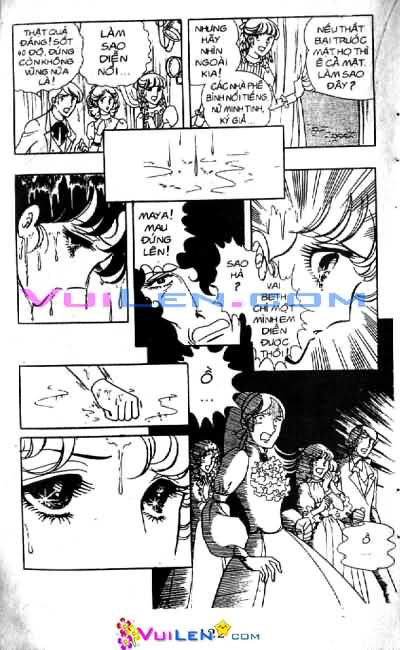 THẬT QUÁ
ĐÁNG! SỐT
40 ĐỘ, ĐỨNG
CÒN KHÔNG
VỮNG NỮA
LÀ!
LÀM
SAO
DIỄN
NỔI...
NHƯNG
HÃY
NHÌN
NGOÀI
KIA!
CÁC NHÀ PHÊ
BÌNH NỔI TIẾNG,
NỮ MINH TINH,
KÝ GIẢ...
NẾU THẤT
BẠI TRƯỚC
MẶT HỌ THÌ
Ê CẢ MẶT.
LÀM SAO
ĐÂY?
MAYA!
MAU
ĐỨNG
LÊN!
SAO
HẢ?
VAI
BETH
CHỈ MỘT
MÌNH EM
DIỄN
ĐƯỢC
THÔI!
VUILEN.COM
Ồ
...
Ồ
...
VUILEN
.COM